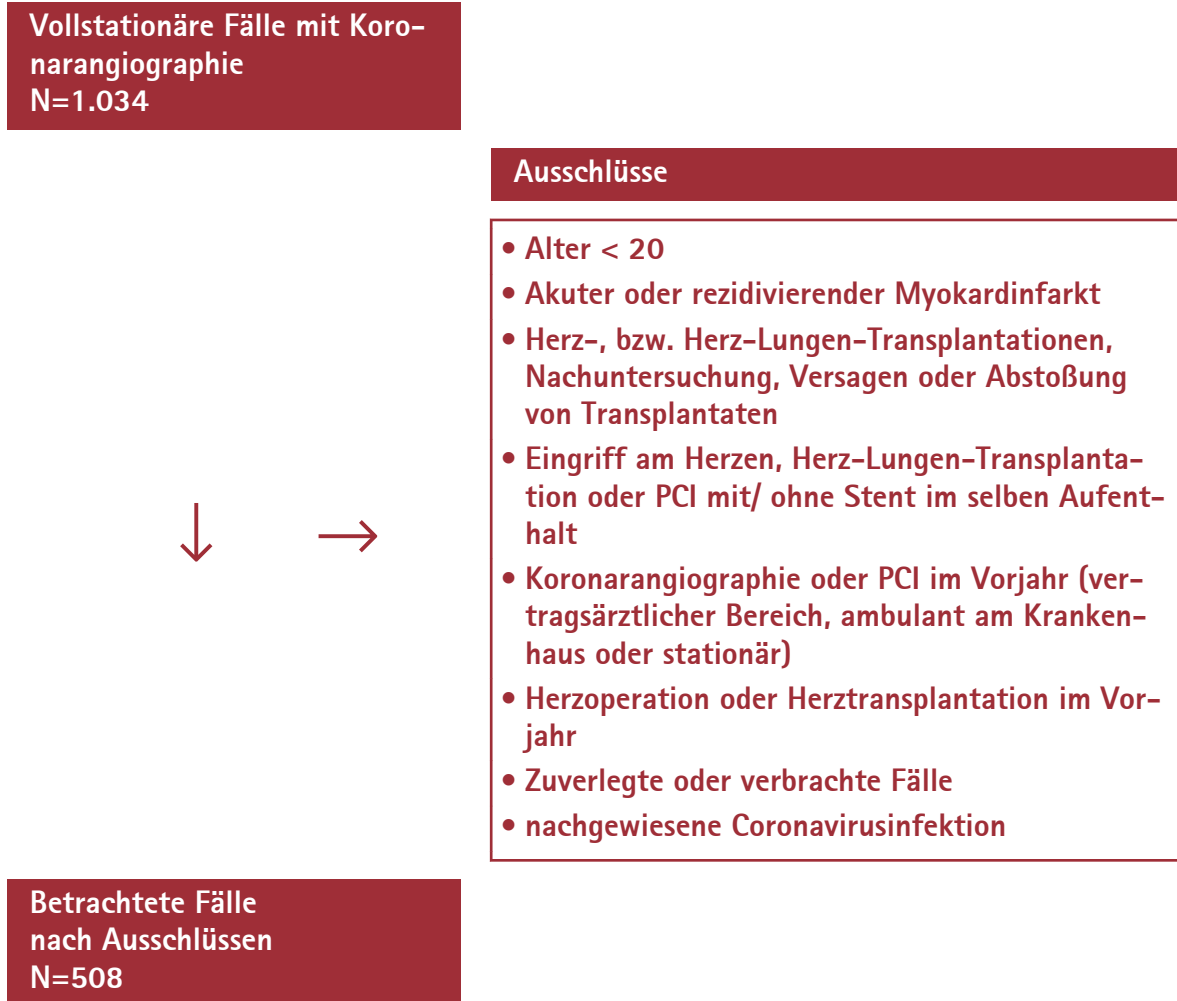 Vollstationäre Fälle mit Koro-
narangiographie
N=1.034
Ausschlüsse
• Alter < 20
• Akuter oder rezidivierender Myokardinfarkt
• Herz-, bzw. Herz-Lungen-Transplantationen,
Nachuntersuchung, Versagen oder Abstoßung
von Transplantaten
• Eingriff am Herzen, Herz-Lungen-Transplanta-
tion oder PCI mit/ ohne Stent im selben Aufent-
halt
• Koronarangiographie oder PCI im Vorjahr (ver-
tragsärztlicher Bereich, ambulant am Kranken-
haus oder stationär)
• Herzoperation oder Herztransplantation im Vor-
jahr
• Zuverlegte oder verbrachte Fälle
• nachgewiesene Coronavirusinfektion
Betrachtete Fälle
nach Ausschlüssen
N=508